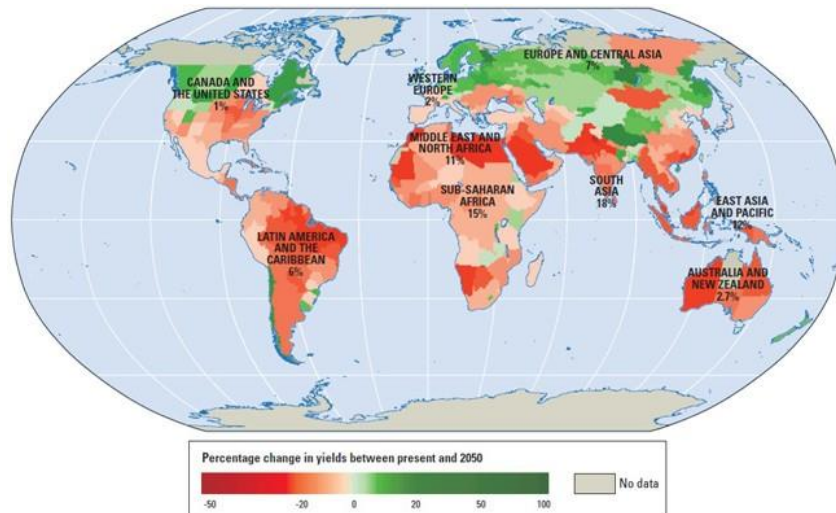 EUROPE AND CENTRAL ASIA
7%
CANADA AND
THE UNITED STATES
1%
WESTERN
EUROPE
2%
MIDDLE EAST AND
NORTH AFRICA
11%
SUB-SAHARAN
AFRICA
15%
SOUTH
ASIA
18%
EAST ASIA
AND PACIFIC
12%
LATIN AMERICA
AND THE
CARIBBEAN
6%
AUSTRALIA AND
NEW ZEALAND
2.7%
Percentage change in yields between present and 2050
No data
-50 -20 0 20 50 100